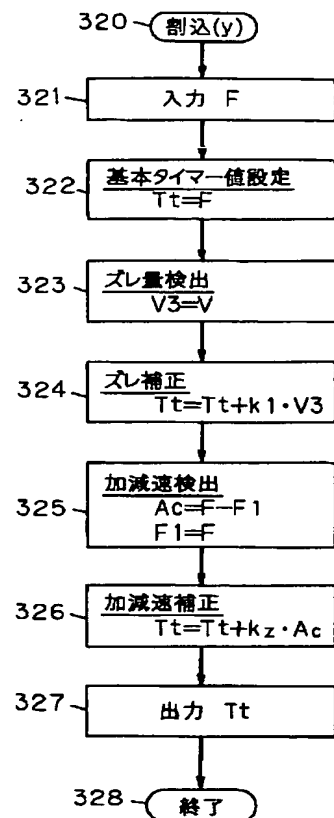 320 割込(y)
321 入力 F
322 基本タイマー値設定
Tt=F
323 ズレ量検出
V3=V
324 ズレ補正
Tt=Tt+k1・V3
325 加減速検出
Ac=F-F1
F1=F
326 加減速補正
Tt=Tt+kz・Ac
327 出力 Tt
328 終了